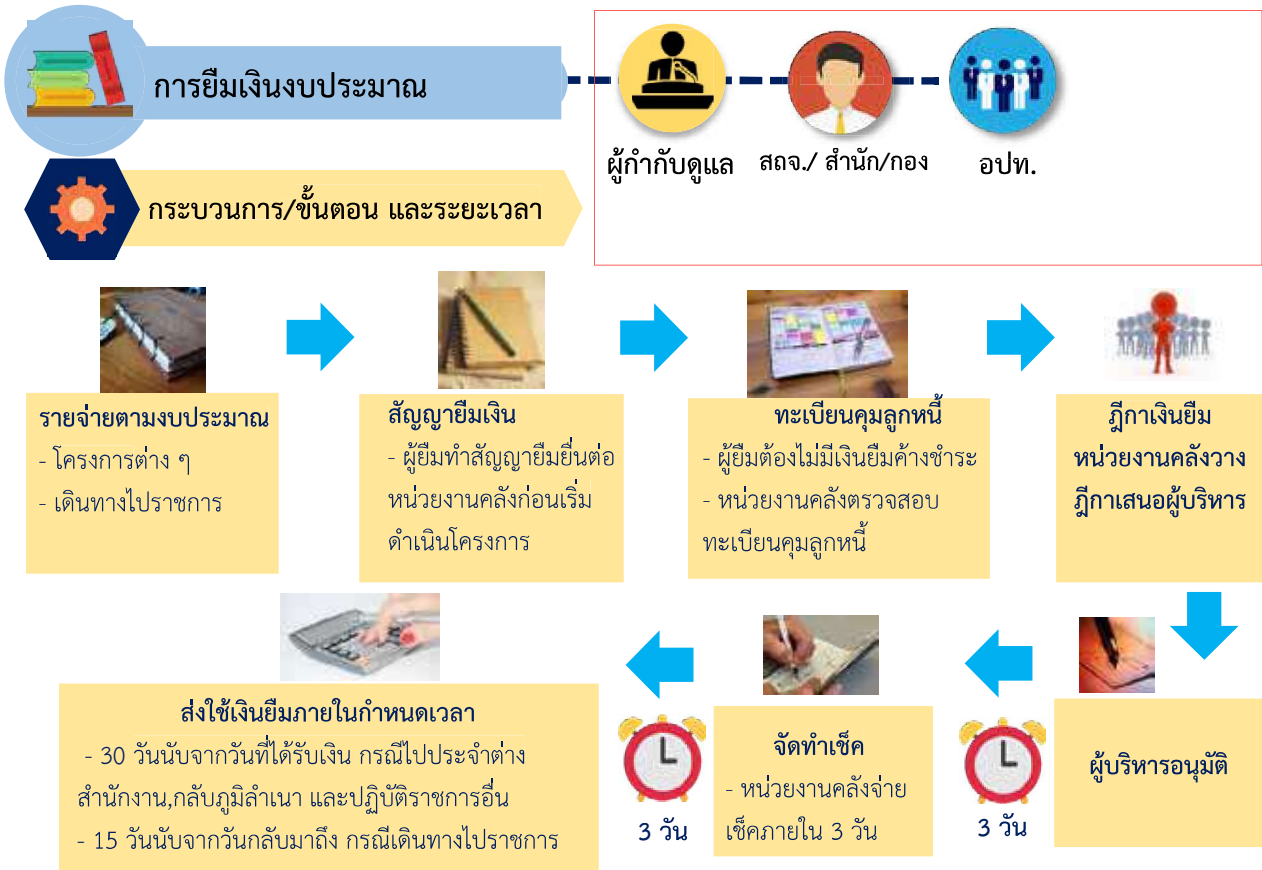 การยืมเงินงบประมาณ
ผู้กำกับดูแล
สถจ./ สำนัก/กอง
อปท.
กระบวนการ/ขั้นตอน และระยะเวลา
รายจ่ายตามงบประมาณ
- โครงการต่าง ๆ
- เดินทางไปราชการ
สัญญายืมเงิน
- ผู้ยืมทำสัญญายืมยื่นต่อ
หน่วยงานคลังก่อนเริ่ม
ดำเนินโครงการ
ทะเบียนคุมลูกหนี้
- ผู้ยืมต้องไม่มีเงินยืมค้างชำระ
- หน่วยงานคลังตรวจสอบ
ทะเบียนคุมลูกหนี้
ฎีกาเงินยืม
หน่วยงานคลังวาง
ฎีกาเสนอผู้บริหาร
ผู้บริหารอนุมัติ
3 วัน
จัดทำเช็ค
- หน่วยงานคลังจ่าย
เช็คภายใน 3 วัน
3 วัน
ส่งใช้เงินยืมภายในกำหนดเวลา
- 30 วันนับจากวันที่ได้รับเงิน กรณีไปประจำต่าง
สำนักงาน,กลับภูมิลำเนา และปฏิบัติราชการอื่น
- 15 วันนับจากวันกลับมาถึง กรณีเดินทางไปราชการ